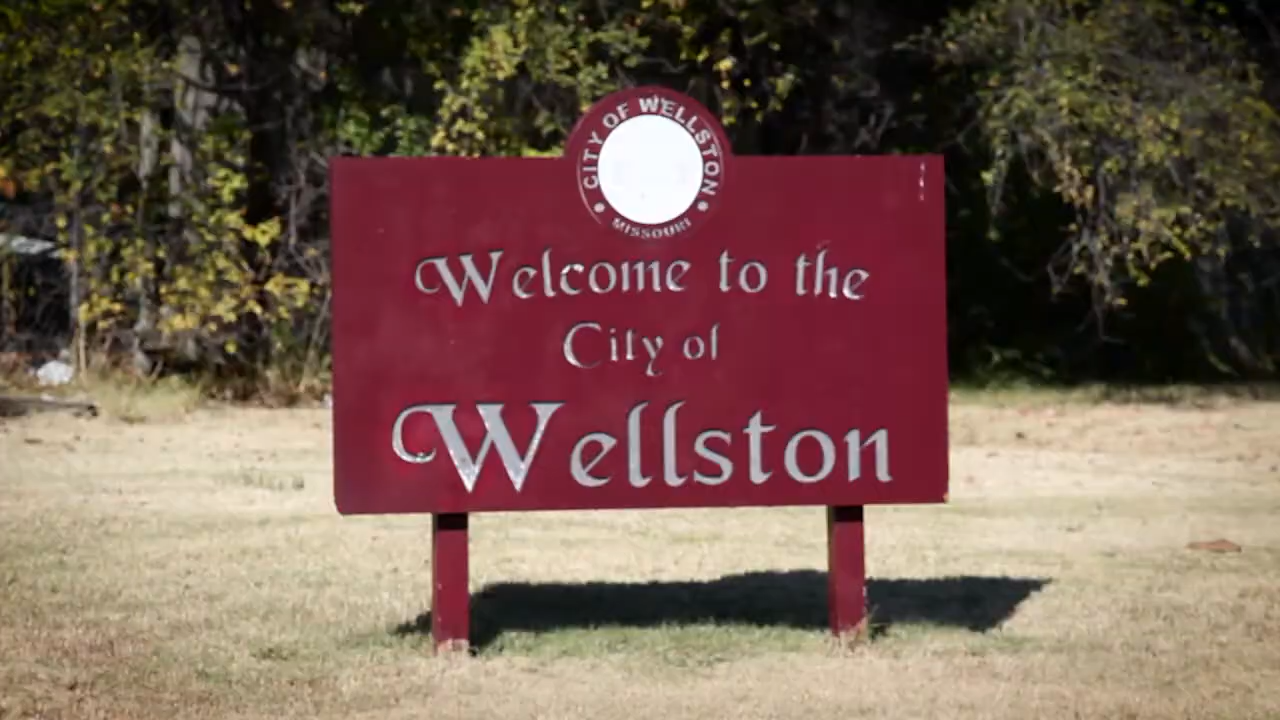 CITY OF WELLSTON
MISSOURI
Welcome to the
City of
Wellston